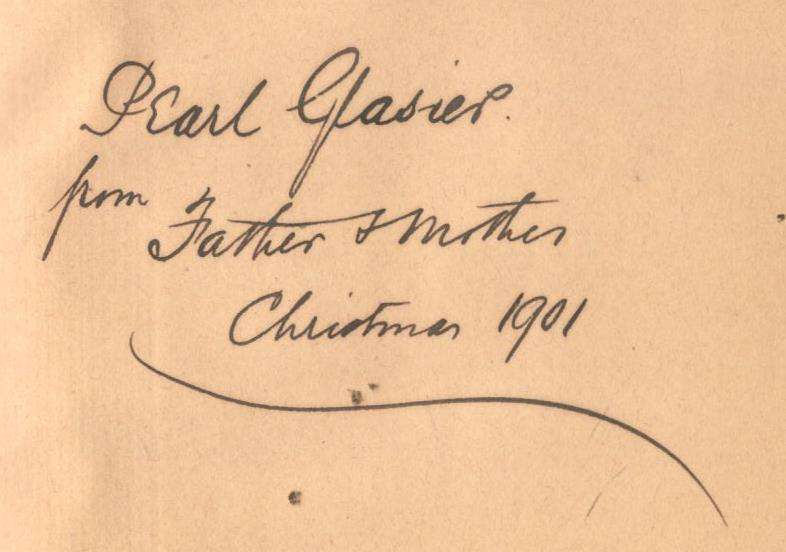 Pearl Glasier.
from
Father & Mother
Christmas 1901